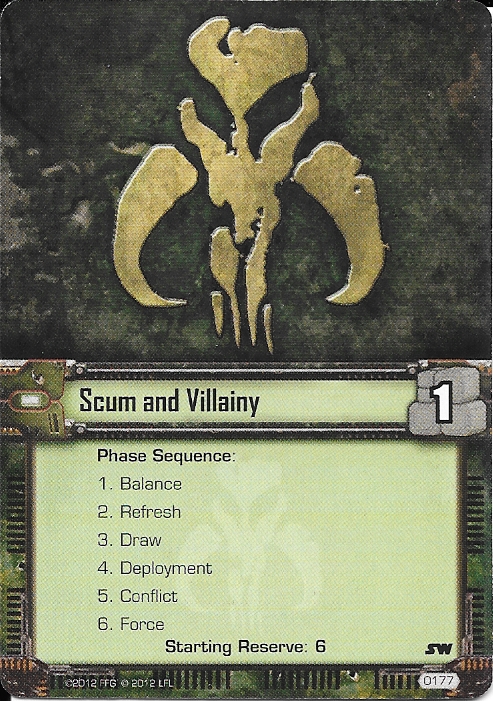 Scum and Villainy
1
Phase Sequence:
1. Balance
2. Refresh
3. Draw
4. Deployment
5. Conflict
6. Force
Starting Reserve: 6
SW
©2012 FFG © 2012 LFL
0177